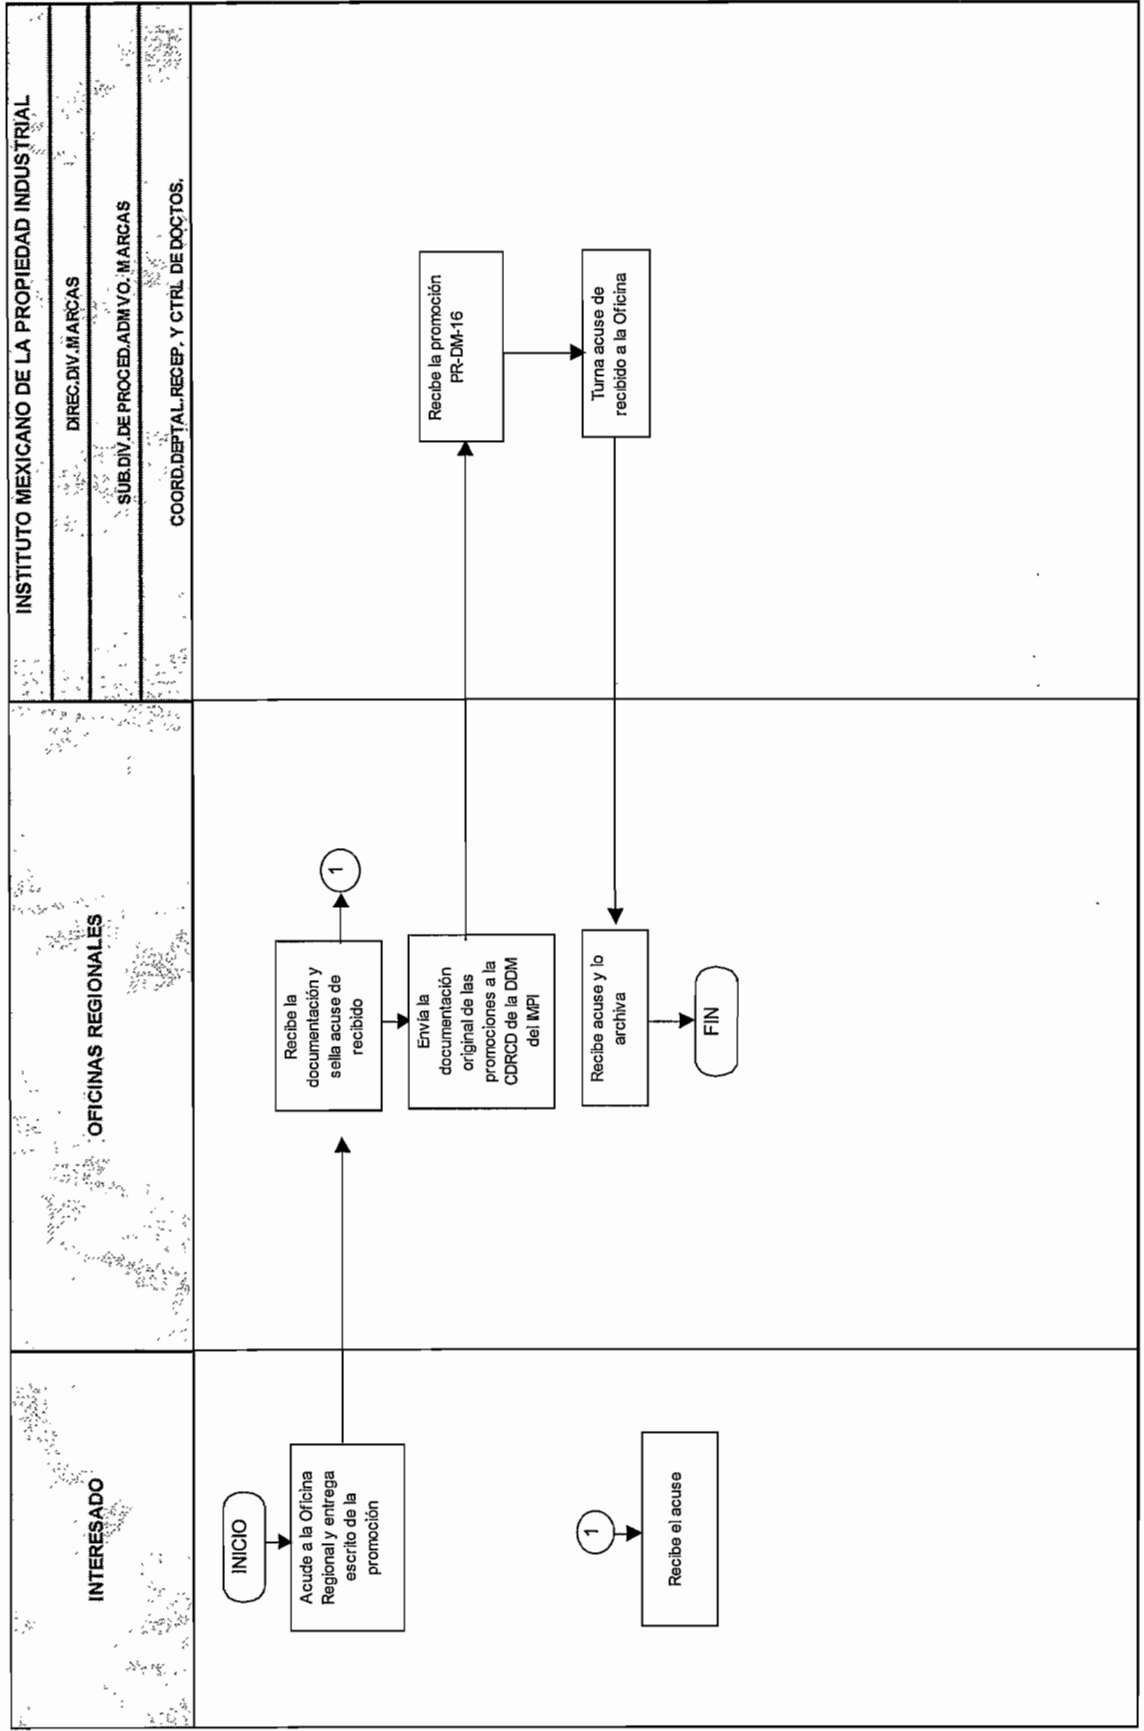 INTERESADO
OFICINAS REGIONALES
INSTITUTO MEXICANO DE LA PROPIEDAD INDUSTRIAL
DIREC.DIV.MARCAS
SUB.DIV.DE PROCED.ADMVO.MARCAS
COORD.DEPTAL.RECEP. Y CTRL DE DOCTOS.
INICIO
Acude a la Oficina
Regional y entrega
escrito de la
promoción
Recibe la
documentación y
sella acuse de
recibido
1
Envía la
documentación
original de las
promociones a la
CDRCD de la DDM
del IMPI
Recibe la promoción
PR-DM-16
Turna acuse de
recibido a la Oficina
Recibe acuse y lo
archiva
FIN
1
Recibe el acuse